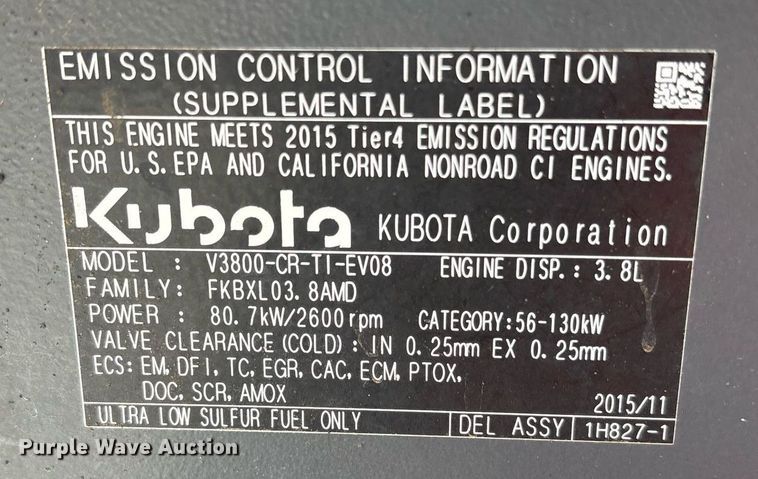 EMISSION CONTROL INFORMATION
(SUPPLEMENTAL LABEL)
THIS ENGINE MEETS 2015 Tier4 EMISSION REGULATIONS
FOR U.S.EPA AND CALIFORNIA NONROAD CI ENGINES.
Kubota KUBOTA Corporation
MODEL : V3800-CR-TI-EV08 ENGINE DISP.: 3.8L
FAMILY: FKBXL03.8AMD
POWER : 80.7kW/2600rpm CATEGORY:56-130kW
VALVE CLEARANCE(COLD): IN 0.25mm EX 0.25mm
ECS: EM, DFI, TC, EGR, CAC, ECM, PTOX,
DOC, SCR, AMOX 2015/11
ULTRA LOW SULFUR FUEL ONLY DEL ASSY 1H827-1
Purple Wave Auction